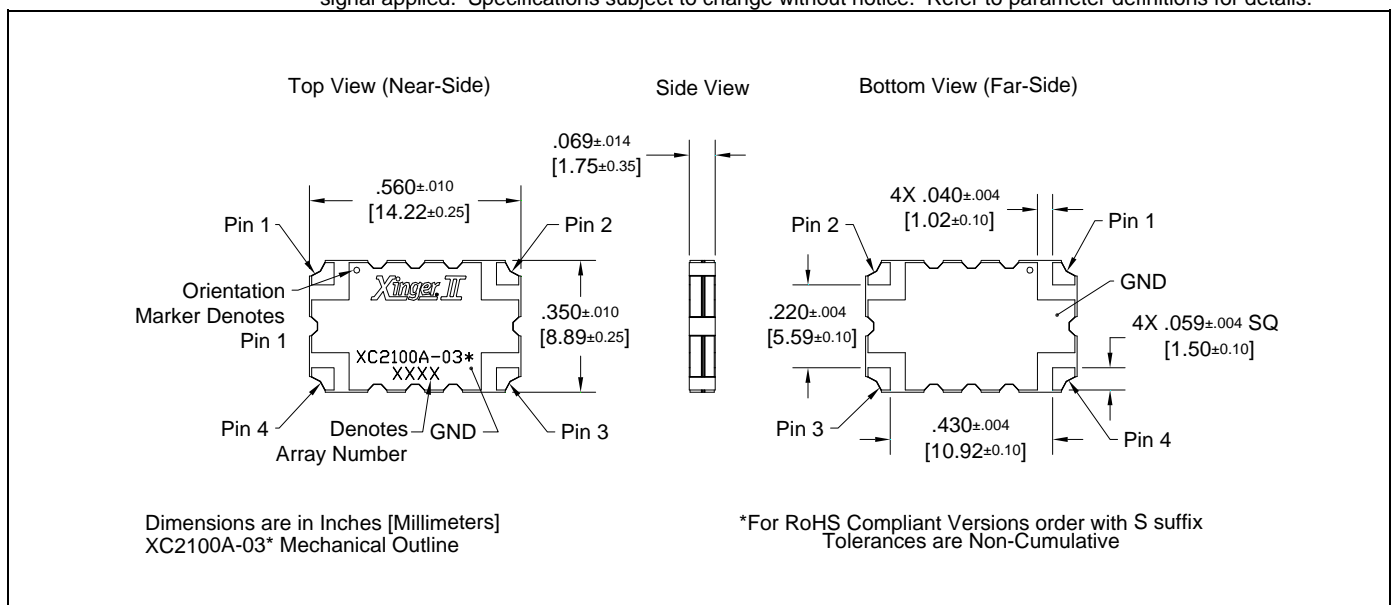 signal applied. Specifications subject to change without notice. Refer to parameter definitions for details.
Top View (Near-Side)
Side View
Bottom View (Far-Side)
.069±.014
[1.75±0.35]
.560±.010
[14.22±0.25]
4X .040±.004
[1.02±0.10]
Pin 1
Pin 2
Pin 2
Pin 1
Orientation
Marker Denotes
Pin 1
Xinger II
.350±.010
[8.89±0.25]
XC2100A-03*
XXXX
.220±.004
[5.59±0.10]
GND
4X .059±.004 SQ
[1.50±0.10]
Pin 4
Denotes
Array Number
GND
Pin 3
Pin 3
.430±.004
[10.92±0.10]
Pin 4
Dimensions are in Inches [Millimeters]
XC2100A-03* Mechanical Outline
*For RoHS Compliant Versions order with S suffix
Tolerances are Non-Cumulative